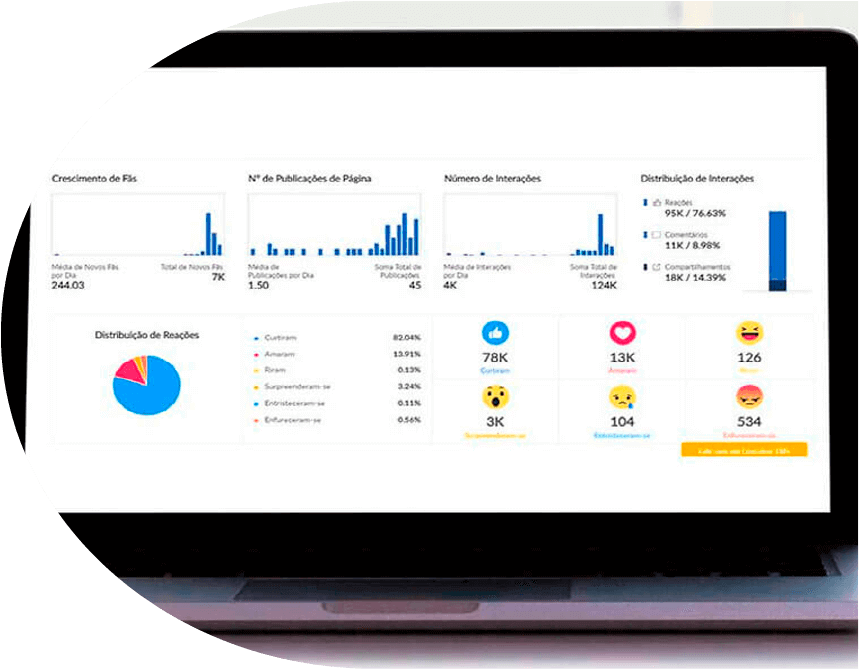 Crescimento de Fãs
Média de Novos Fãs
por Dia
244.03
Total de Novos Fãs
7K
Nº de Publicações de Página
Média de
Publicações por Dia
1.50
Soma Total de
Publicações
45
Número de Interações
Média de Interações
por Dia
4K
Soma Total de
Interações
124K
Distribuição de Interações
Reações
95K / 76.63%
Comentários
11K / 8.98%
Compartilhamentos
18K / 14.39%
Distribuição de Reações
Curtiram 82.04%
Amaram 13.91%
Riram 0.13%
Surpreenderam-se 3.24%
Entristeceram-se 0.11%
Enfureceram-se 0.56%
78K
Curtiram
13K
Amaram
126
Riram
3K
Surpreenderam-se
104
Entristeceram-se
534
Enfureceram-se